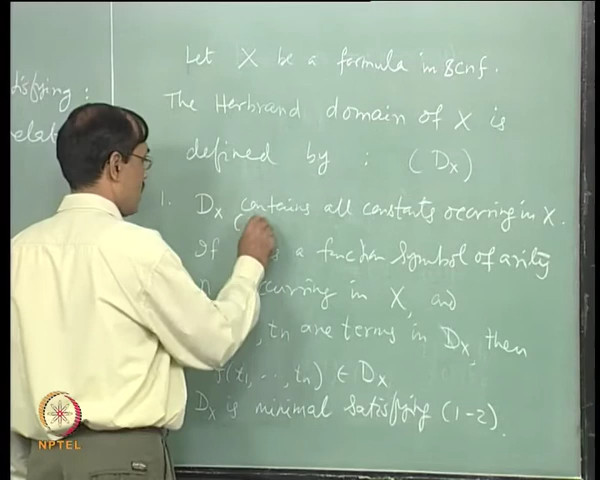 Let X be a formula in scnf.
The Herbrand domain of X is
defined by : (Dx)
tisfying :
elat
1. Dx contains all constants occurring in X.
(
If a function symbol of arity
n occurring in X, and
, tn are terms in Dx, then
f(t1, ..., tn) ∈ Dx
Dx is minimal satisfying (1-2).
NPTEL